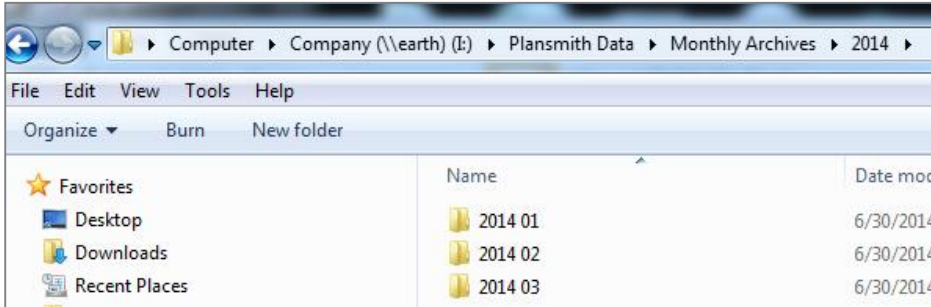 Computer ▸ Company (\\earth) (I:) ▸ Plansmith Data ▸ Monthly Archives ▸ 2014 ▸
File Edit View Tools Help
Organize ▾ Burn New folder
Favorites
Desktop
Downloads
Recent Places
Name Date mod
2014 01 6/30/2014
2014 02 6/30/2014
2014 03 6/30/2014